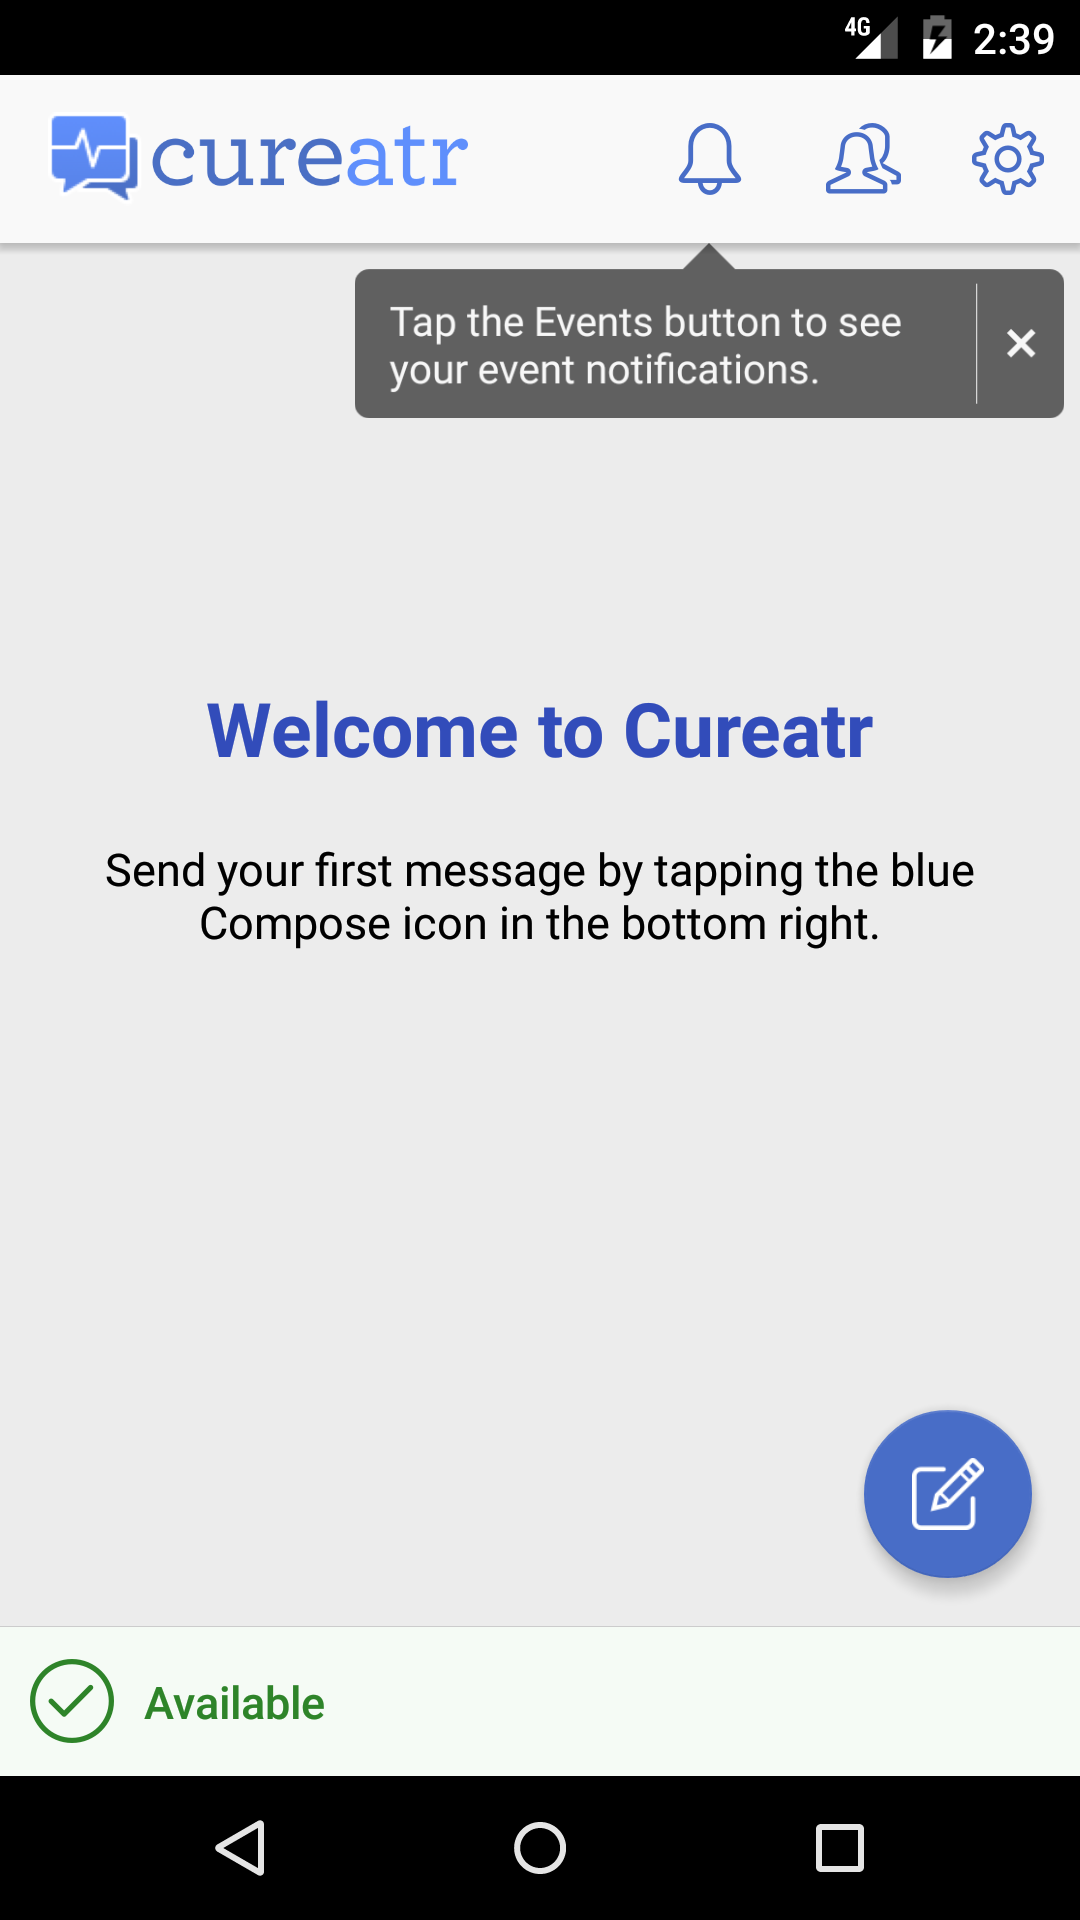 4G 2:39
cureatr
Tap the Events button to see
your event notifications.
Welcome to Cureatr
Send your first message by tapping the blue
Compose icon in the bottom right.
Available